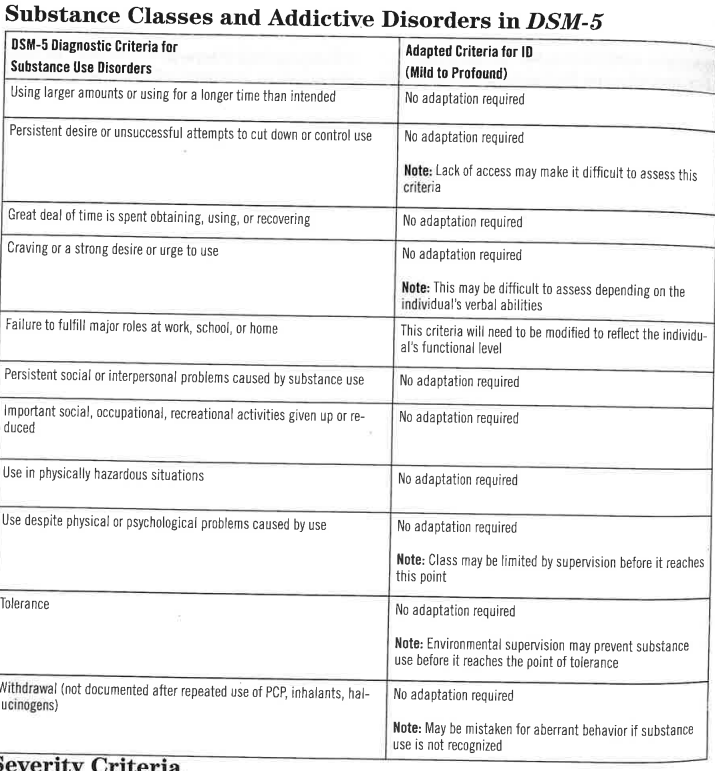 Substance Classes and Addictive Disorders in DSM-5
DSM-5 Diagnostic Criteria for
Substance Use Disorders
Adapted Criteria for ID
(Mild to Profound)
Using larger amounts or using for a longer time than intended
No adaptation required
Persistent desire or unsuccessful attempts to cut down or control use
No adaptation required
Note: Lack of access may make it difficult to assess this
criteria
Great deal of time is spent obtaining, using, or recovering
No adaptation required
Craving or a strong desire or urge to use
No adaptation required
Note: This may be difficult to assess depending on the
individual's verbal abilities
Failure to fulfill major roles at work, school, or home
This criteria will need to be modified to reflect the individu-
al's functional level
Persistent social or interpersonal problems caused by substance use
No adaptation required
Important social, occupational, recreational activities given up or re-
duced
No adaptation required
Use in physically hazardous situations
No adaptation required
Use despite physical or psychological problems caused by use
No adaptation required
Note: Class may be limited by supervision before it reaches
this point
Tolerance
No adaptation required
Note: Environmental supervision may prevent substance
use before it reaches the point of tolerance
Withdrawal (not documented after repeated use of PCP, inhalants, hal-
lucinogens)
No adaptation required
Note: May be mistaken for aberrant behavior if substance
use is not recognized
Severity Criteria